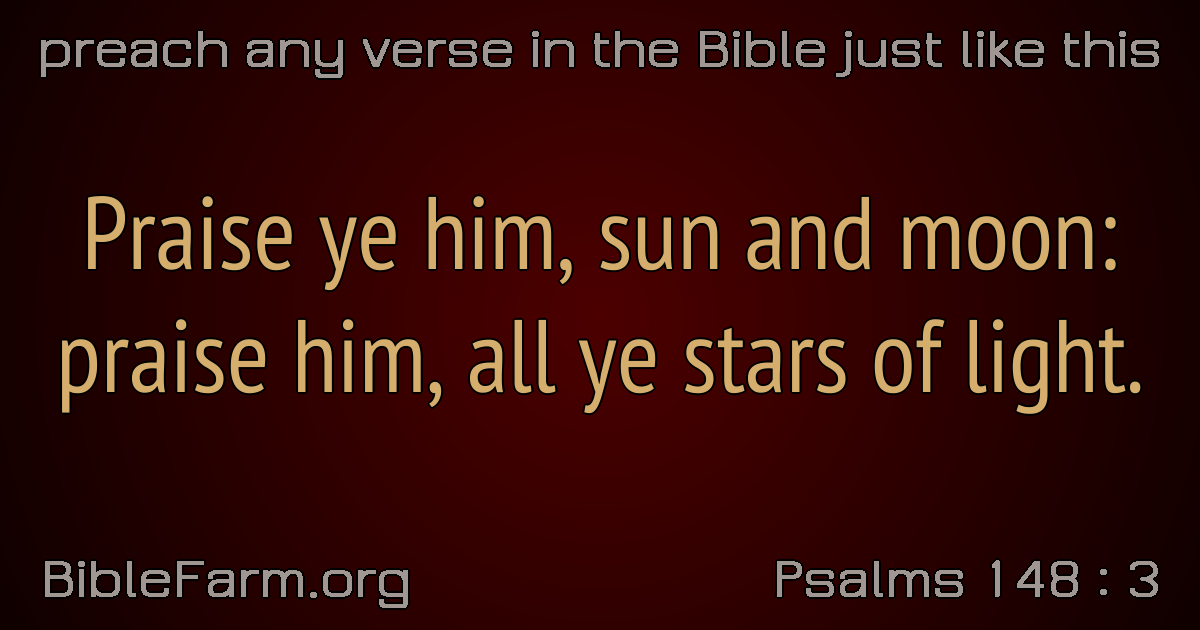 preach any verse in the Bible just like this
Praise ye him, sun and moon:
praise him, all ye stars of light.
BibleFarm.org
Psalms 148 : 3